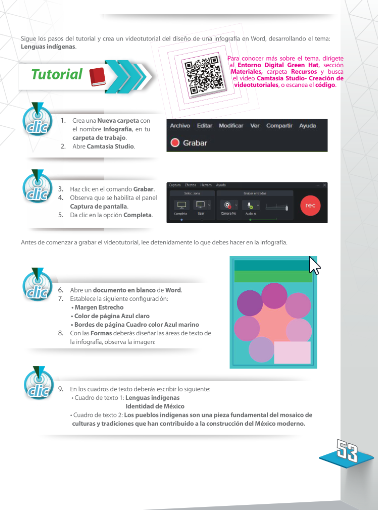 Sigue los pasos del tutorial y crea un videotutorial del diseño de una infografía en Word, desarrollando el tema:
Lenguas indígenas.
Para conocer más sobre el tema, dirígete
al Entorno Digital Green Hat, sección
Materiales, carpeta Recursos y busca
el video Camtasia Studio- Creación de
videotutoriales, o escanea el código.
Tutorial
clic
1. Crea una Nueva carpeta con
el nombre Infografía, en tu
carpeta de trabajo.
2. Abre Camtasia Studio.
Archivo Editar Modificar Ver Compartir Ayuda
Grabar
clic
3. Haz clic en el comando Grabar.
4. Observa que se habilita el panel
Captura de pantalla.
5. Da clic en la opción Completa.
rec
Antes de comenzar a grabar el videotutorial, lee detenidamente lo que debes hacer en la infografía.
clic
6. Abre un documento en blanco de Word.
7. Establece la siguiente configuración:
• Margen Estrecho
• Color de página Azul claro
• Bordes de página Cuadro color Azul marino
8. Con las Formas deberás diseñar las áreas de texto de
la infografía, observa la imagen:
clic
9. En los cuadros de texto deberás escribir lo siguiente:
• Cuadro de texto 1: Lenguas indígenas
Identidad de México
• Cuadro de texto 2: Los pueblos indígenas son una pieza fundamental del mosaico de
culturas y tradiciones que han contribuido a la construcción del México moderno.
53